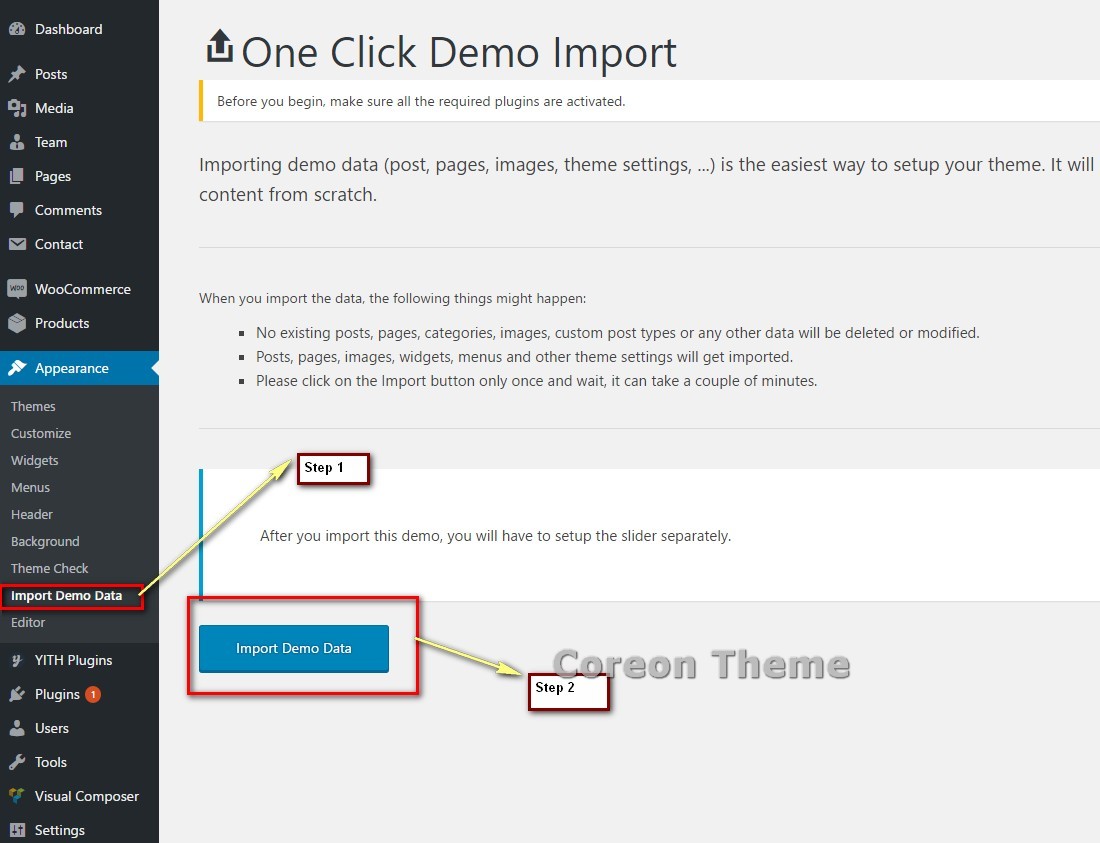 Dashboard
Posts
Media
Team
Pages
Comments
Contact
WOO
WooCommerce
Products
Appearance
Themes
Customize
Widgets
Menus
Header
Background
Theme Check
Import Demo Data
Editor
YITH Plugins
Plugins 1
Users
Tools
Visual Composer
Settings
One Click Demo Import
Before you begin, make sure all the required plugins are activated.
Importing demo data (post, pages, images, theme settings, ...) is the easiest way to setup your theme. It will
content from scratch.
When you import the data, the following things might happen:
No existing posts, pages, categories, images, custom post types or any other data will be deleted or modified.
Posts, pages, images, widgets, menus and other theme settings will get imported.
Please click on the Import button only once and wait, it can take a couple of minutes.
Step 1
After you import this demo, you will have to setup the slider separately.
Import Demo Data
Coreon Theme
Step 2